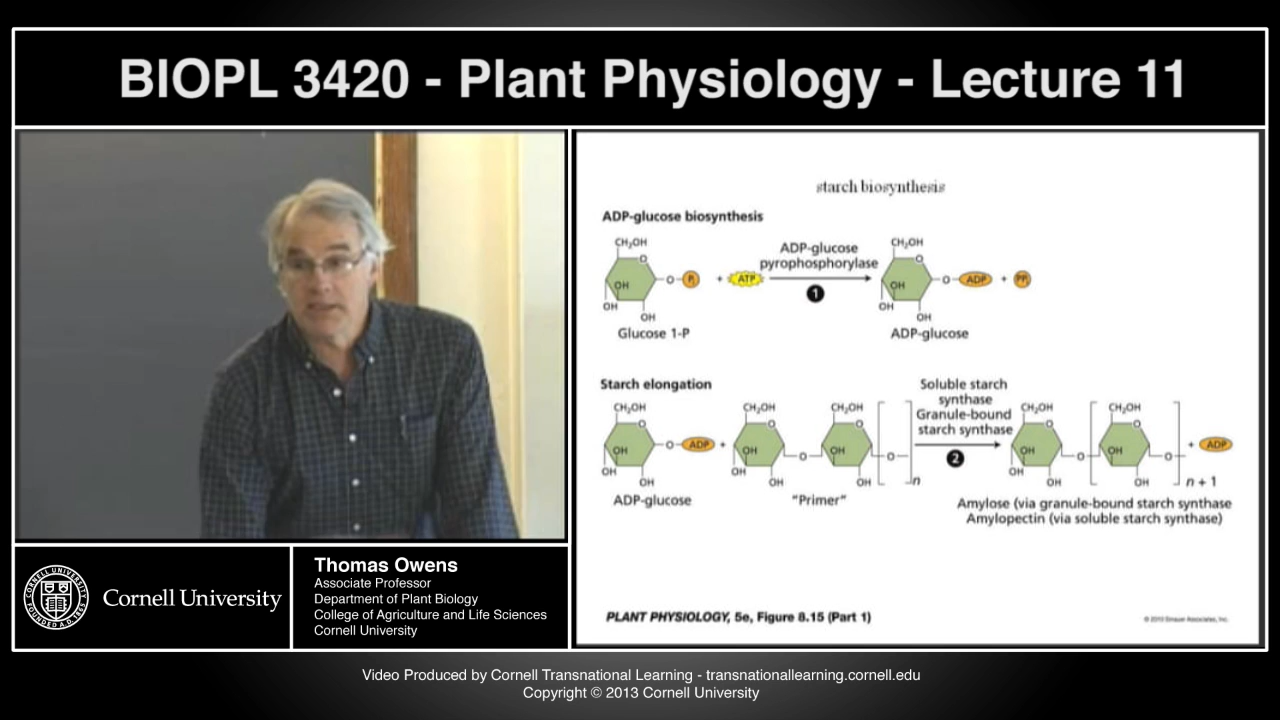 BIOPL 3420 - Plant Physiology - Lecture 11
starch biosynthesis
ADP-glucose biosynthesis
CH₂OH
O
OH
OH
OH
O
P
+ ATP
ADP-glucose
pyrophosphorylase
1
CH₂OH
O
OH
OH
OH
O
ADP + PPi
Glucose 1-P
ADP-glucose
Starch elongation
CH₂OH
O
OH
OH
OH
O
ADP +
CH₂OH
O
OH
OH
OH
O
CH₂OH
O
OH
OH
O
n
Soluble starch
synthase
Granule-bound
starch synthase
2
CH₂OH
O
OH
OH
OH
O
CH₂OH
O
OH
OH
O
n + 1
+ ADP
ADP-glucose
"Primer"
Amylose (via granule-bound starch synthase
Amylopectin (via soluble starch synthase)
PLANT PHYSIOLOGY, 5e, Figure 8.15 (Part 1)
© 2010 Sinauer Associates, Inc.
Cornell University
Thomas Owens
Associate Professor
Department of Plant Biology
College of Agriculture and Life Sciences
Cornell University
Video Produced by Cornell Transnational Learning - transnationallearning.cornell.edu
Copyright © 2013 Cornell University